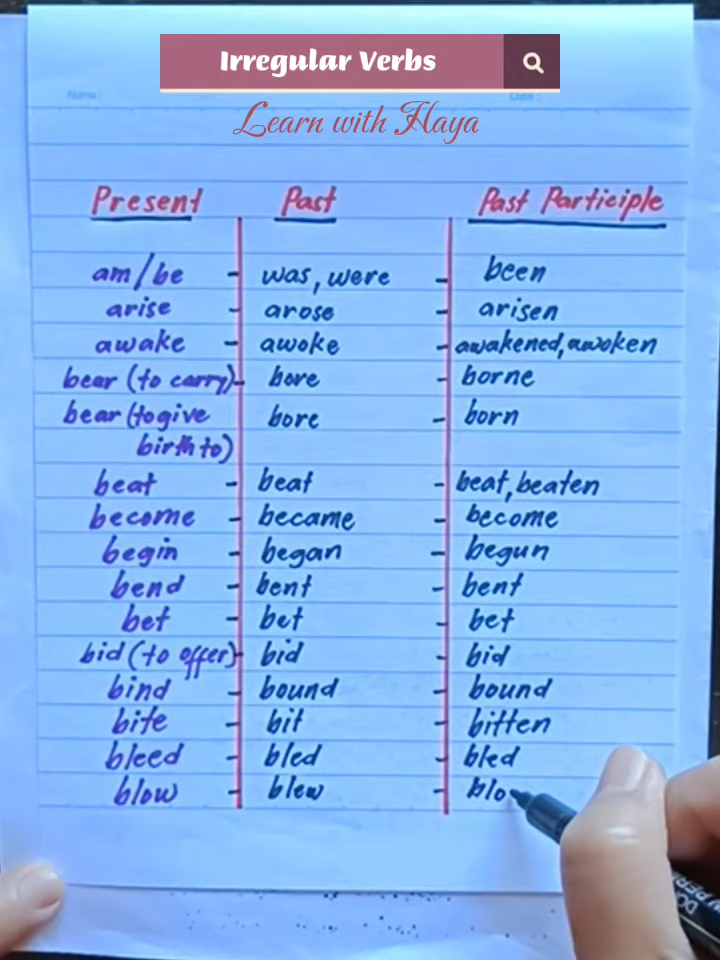 Irregular Verbs
Learn with Haya
Name:
Date:
Present Past Past Participle
am/be - was, were - been
arise - arose - arisen
awake - awoke - awakened, awoken
bear (to carry) - bore - borne
bear (to give - bore - born
birth to)
beat - beat - beat, beaten
become - became - become
begin - began - begun
bend - bent - bent
bet - bet - bet
bid (to offer) - bid - bid
bind - bound - bound
bite - bit - bitten
bleed - bled - bled
blow - blew - blo